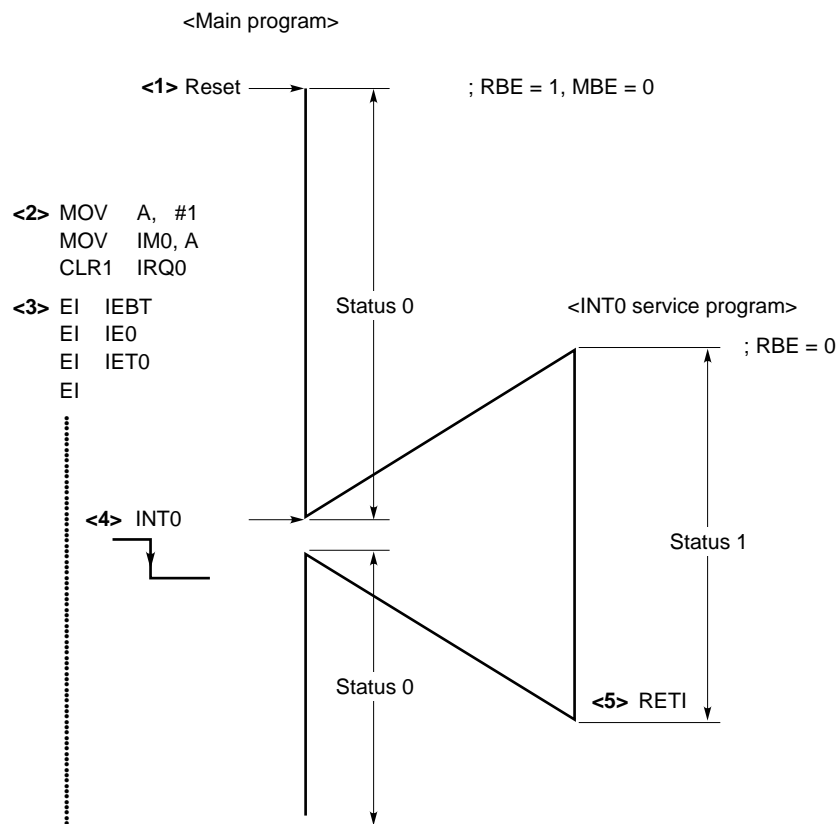 <Main program>
<1> Reset
; RBE = 1, MBE = 0
<2> MOV A, #1
MOV IM0, A
CLR1 IRQ0
<3> EI IEBT
EI IE0
EI IET0
EI
Status 0
<INT0 service program>
; RBE = 0
<4> INT0
Status 1
Status 0
<5> RETI